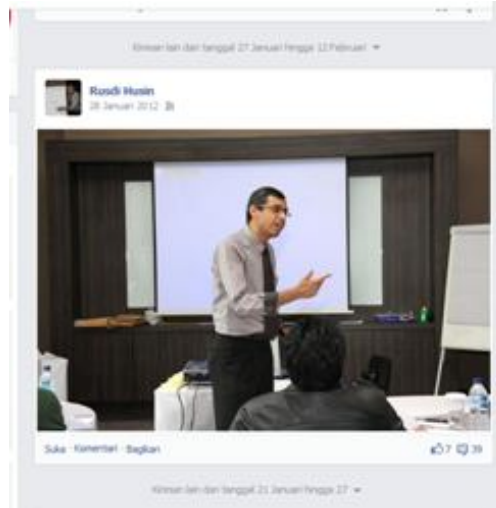 Kiriman lain dari tanggal 27 Januari hingga 12 Februari
Rusdi Husin
28 Januari 2012
Suka · Komentari · Bagikan
7 39
Kiriman lain dari tanggal 21 Januari hingga 27